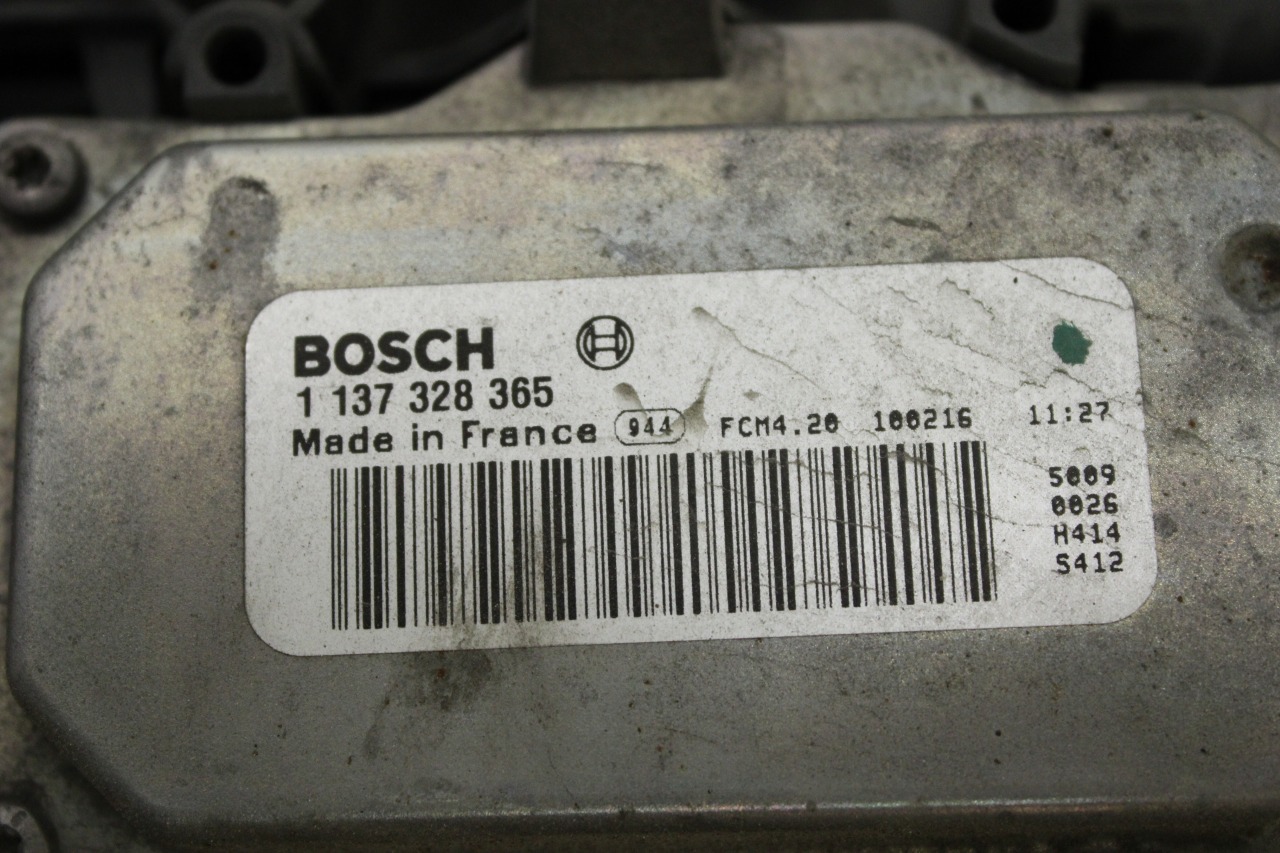 BOSCH
1 137 328 365
Made in France 944 FCM4.20 100216 11:27
5009
0026
H414
S412